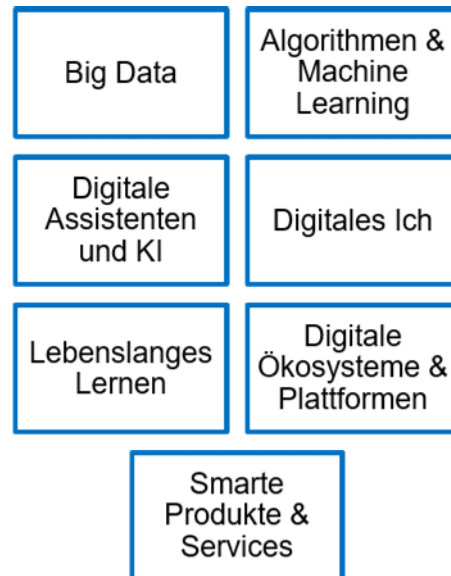 Big Data
Algorithmen &
Machine
Learning
Digitale
Assistenten
und KI
Digitales Ich
Lebenslanges
Lernen
Digitale
Ökosysteme &
Plattformen
Smarte
Produkte &
Services